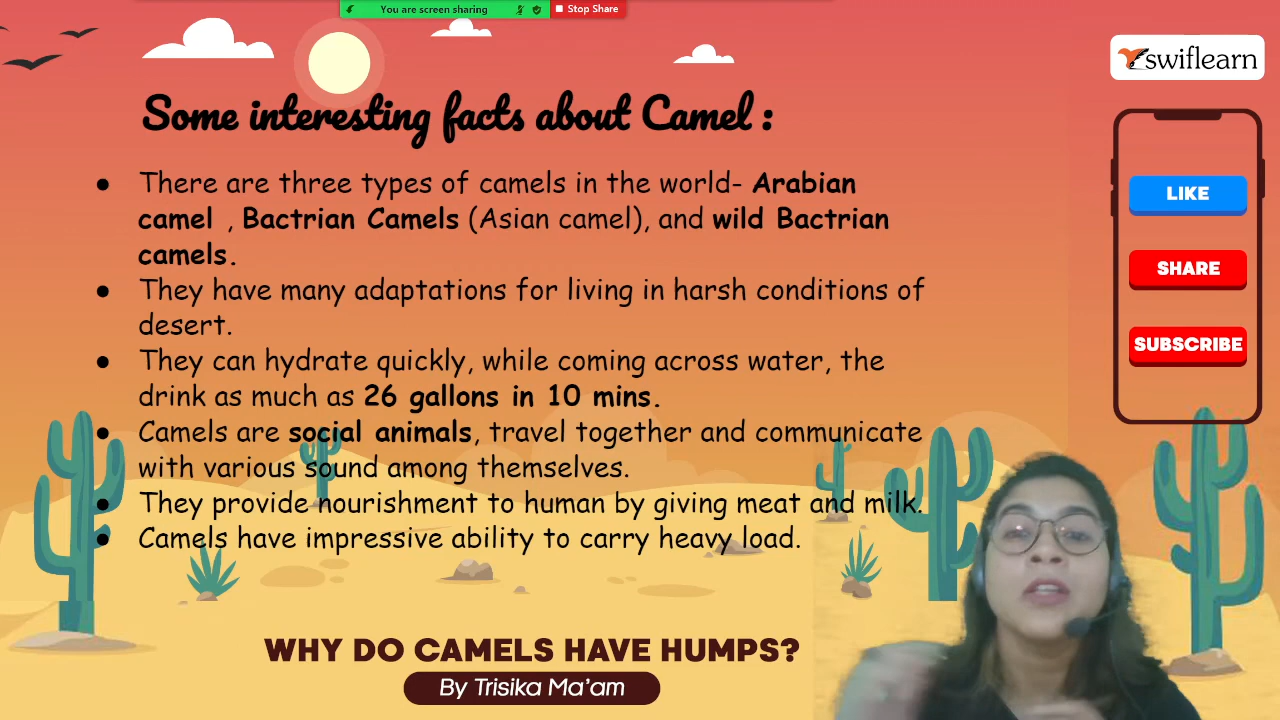 You are screen sharing
Stop Share
swiflearn
Some interesting facts about Camel :
● There are three types of camels in the world- Arabian
camel , Bactrian Camels (Asian camel), and wild Bactrian
camels.
● They have many adaptations for living in harsh conditions of
desert.
● They can hydrate quickly, while coming across water, the
drink as much as 26 gallons in 10 mins.
● Camels are social animals, travel together and communicate
with various sound among themselves.
● They provide nourishment to human by giving meat and milk.
● Camels have impressive ability to carry heavy load.
LIKE
SHARE
SUBSCRIBE
WHY DO CAMELS HAVE HUMPS?
By Trisika Ma'am